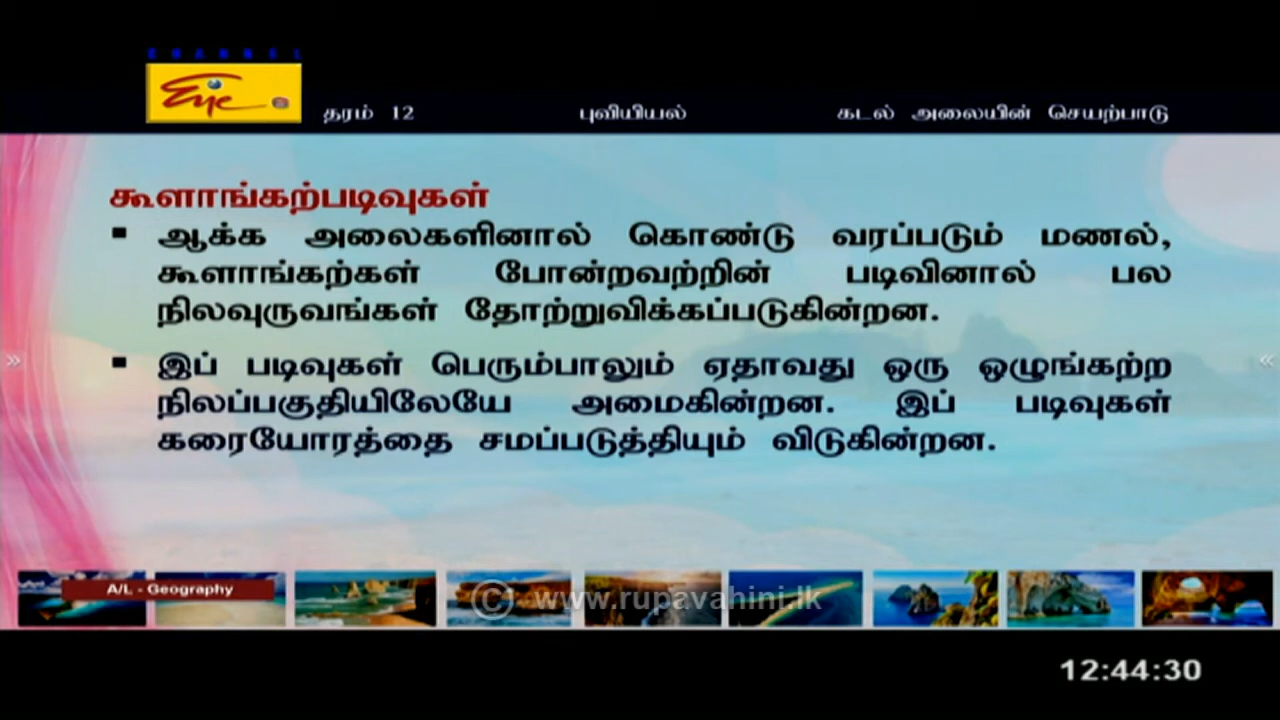 CHANNEL
Eye
தரம் 12 புவியியல் கடல் அலையின் செயற்பாடு
கூளாங்கற்படிவுகள்
▪ ஆக்க அலைகளினால் கொண்டு வரப்படும் மணல்,
கூளாங்கற்கள் போன்றவற்றின் படிவினால் பல
நிலவுருவங்கள் தோற்றுவிக்கப்படுகின்றன.
▪ இப் படிவுகள் பெரும்பாலும் ஏதாவது ஒரு ஒழுங்கற்ற
நிலப்பகுதியிலேயே அமைகின்றன. இப் படிவுகள்
கரையோரத்தை சமப்படுத்தியும் விடுகின்றன.
A/L - Geography
© www.rupavahini.lk
12:44:30